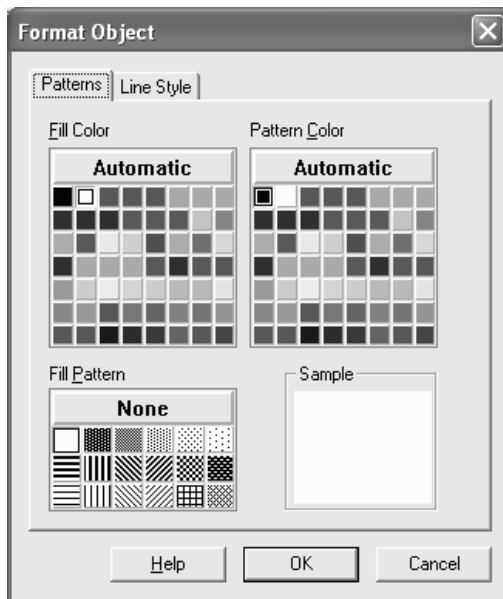 Format Object
Patterns
Line Style
Fill Color
Pattern Color
Automatic
Automatic
Fill Pattern
Sample
None
Help
OK
Cancel